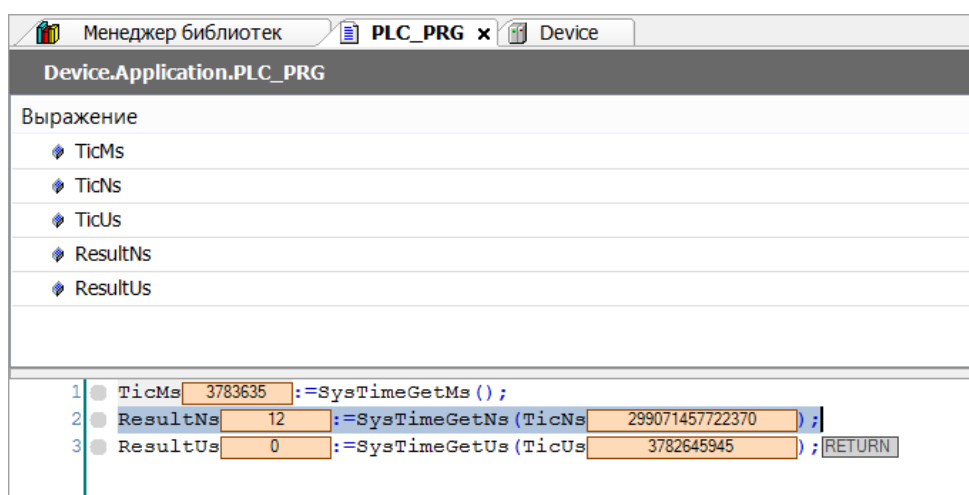 Менеджер библиотек PLC_PRG x Device
Device.Application.PLC_PRG
Выражение
TicMs
TicNs
TicUs
ResultNs
ResultUs
1 TicMs 3783635 :=SysTimeGetMs();
2 ResultNs 12 :=SysTimeGetNs(TicNs 299071457722370 );
3 ResultUs 0 :=SysTimeGetUs(TicUs 3782645945 ); RETURN